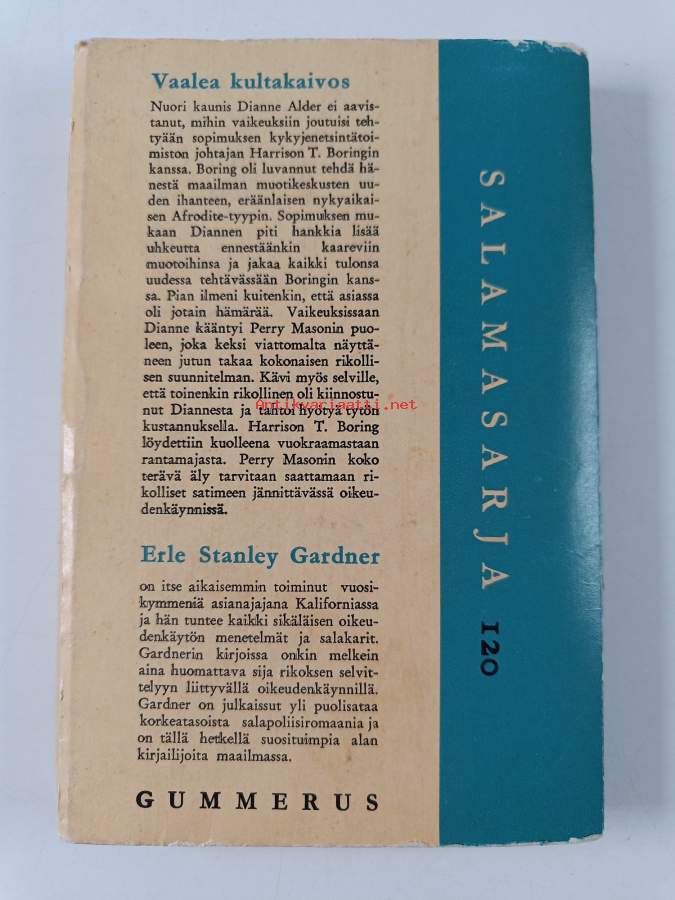 Vaalea kultakaivos
Nuori kaunis Dianne Alder ei aavis-
tanut, mihin vaikeuksiin joutuisi teh-
tyään sopimuksen kykyjenetsintätoi-
miston johtajan Harrison T. Boringin
kanssa. Boring oli luvannut tehdä hä-
nestä maailman muotikeskusten uu-
den ihanteen, eräänlaisen nykyaikai-
sen Afrodite-tyypin. Sopimuksen mu-
kaan Diannen piti hankkia lisää
uhkeutta ennestäänkin kaareviin
muotoihinsa ja jakaa kaikki tulonsa
uudessa tehtävässään Boringin kans-
sa. Pian ilmeni kuitenkin, että asiassa
oli jotain hämärää. Vaikeuksissaan
Dianne kääntyi Perry Masonin puo-
leen, joka keksi viattomalta näyttä-
neen jutun takaa kokonaisen rikolli-
sen suunnitelman. Kävi myös selville,
että toinenkin rikollinen oli kiinnostu-
nut Diannesta ja tahtoi hyötyä tytön
kustannuksella. Harrison T. Boring
löydettiin kuolleena vuokraamastaan
rantamajasta. Perry Masonin koko
terävä äly tarvitaan saattamaan ri-
kolliset satimeen jännittävässä oikeu-
denkäynnissä.
Antikvariaatti.net
Erle Stanley Gardner
on itse aikaisemmin toiminut vuosi-
kymmeniä asianajajana Kaliforniassa
ja hän tuntee kaikki sikäläisen oikeu-
denkäytön menetelmät ja salakarit.
Gardnerin kirjoissa onkin melkein
aina huomattava sija rikoksen selvit-
telyyn liittyvällä oikeudenkäynnillä.
Gardner on julkaissut yli puolisataa
korkeatasoista salapoliisiromaania ja
on tällä hetkellä suosituimpia alan
kirjailijoita maailmassa.
GUMMERUS
SALAMASARJA 120